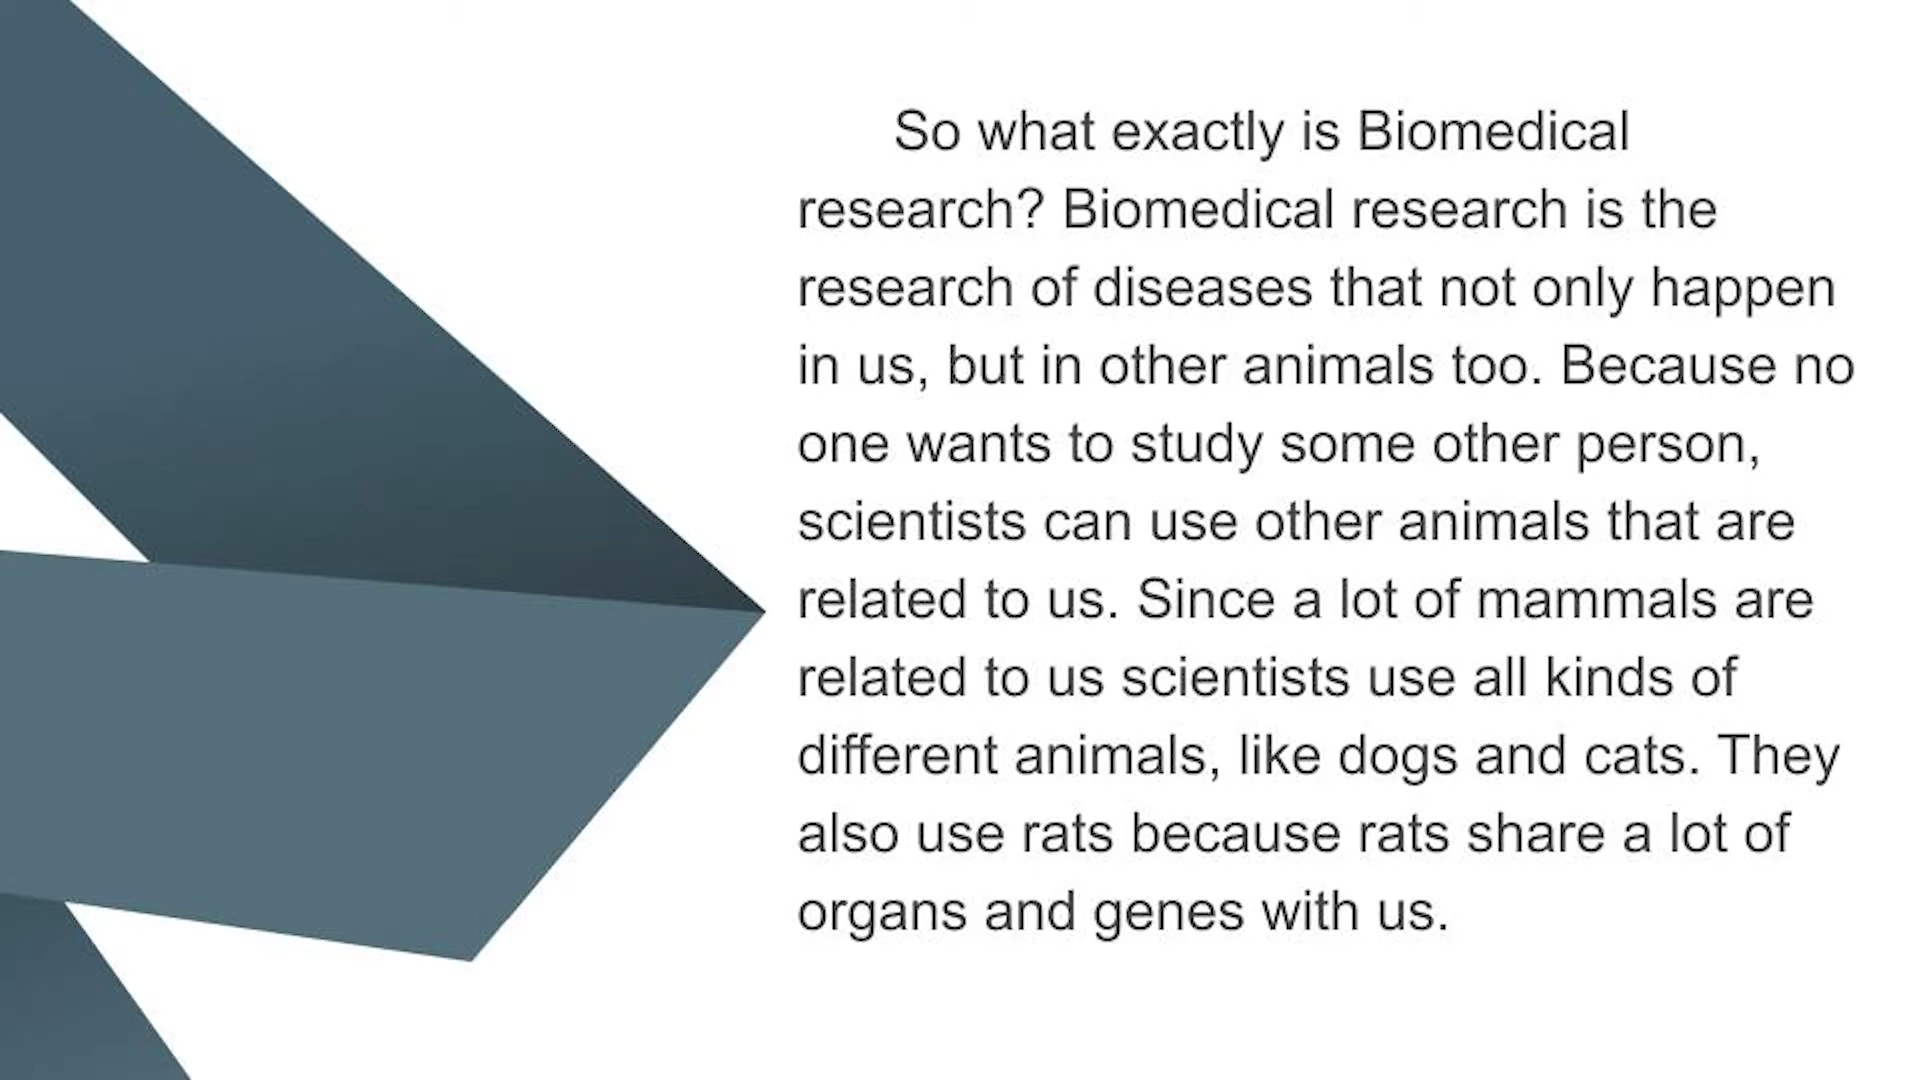 So what exactly is Biomedical
research? Biomedical research is the
research of diseases that not only happen
in us, but in other animals too. Because no
one wants to study some other person,
scientists can use other animals that are
related to us. Since a lot of mammals are
related to us scientists use all kinds of
different animals, like dogs and cats. They
also use rats because rats share a lot of
organs and genes with us.